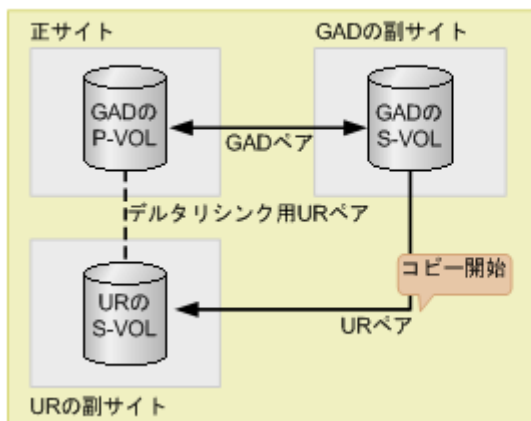 正サイト
GADの副サイト
GADの
P-VOL
GADの
S-VOL
GADペア
デルタリシンク用URペア
コピー開始
URの
S-VOL
URペア
URの副サイト